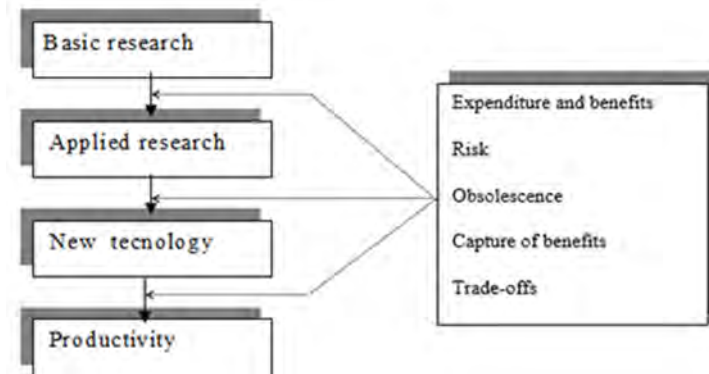 Basic research
Applied research
New tecnology
Productivity
Expenditure and benefits
Risk
Obsolescence
Capture of benefits
Trade-offs